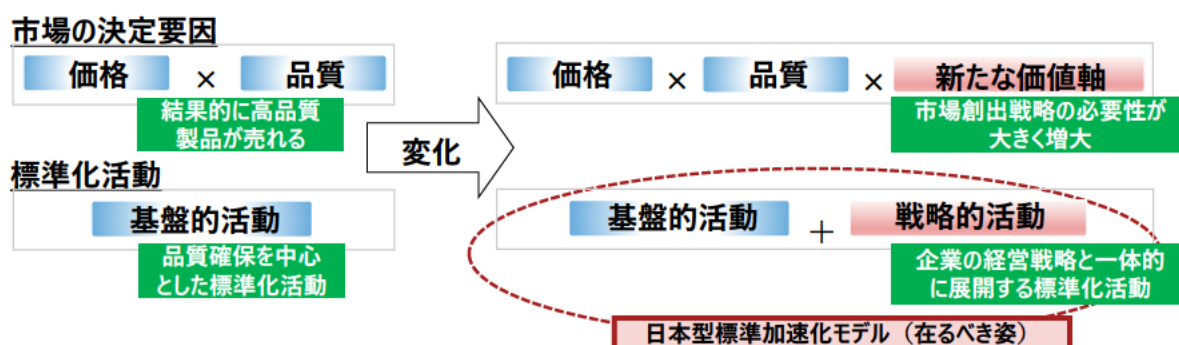 市場の決定要因
価格 × 品質
結果的に高品質
製品が売れる
標準化活動
基盤的活動
品質確保を中心
とした標準化活動
変化
価格 × 品質 × 新たな価値軸
市場創出戦略の必要性が
大きく増大
基盤的活動 + 戦略的活動
企業の経営戦略と一体的
に展開する標準化活動
日本型標準加速化モデル（在るべき姿）